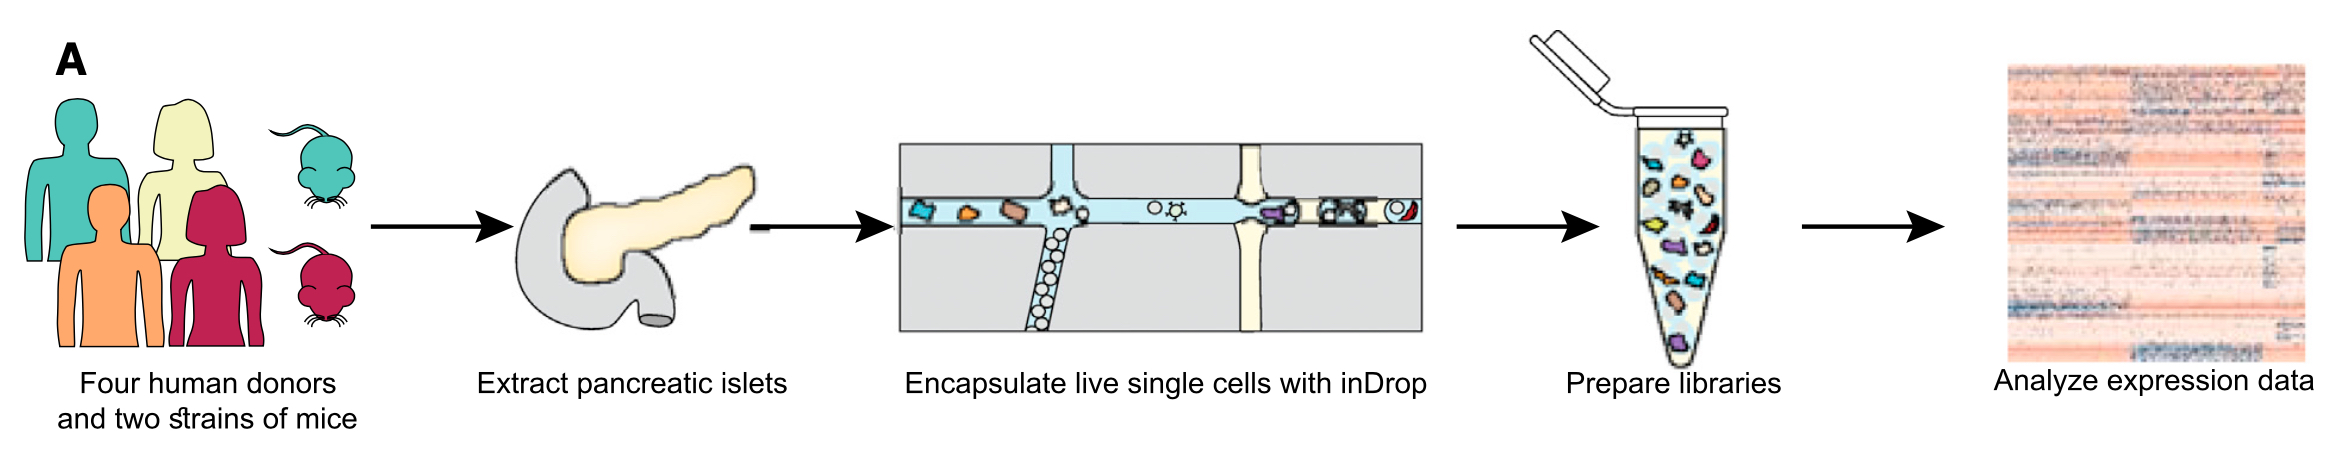 A
Four human donors
and two strains of mice
Extract pancreatic islets
Encapsulate live single cells with inDrop
Prepare libraries
Analyze expression data